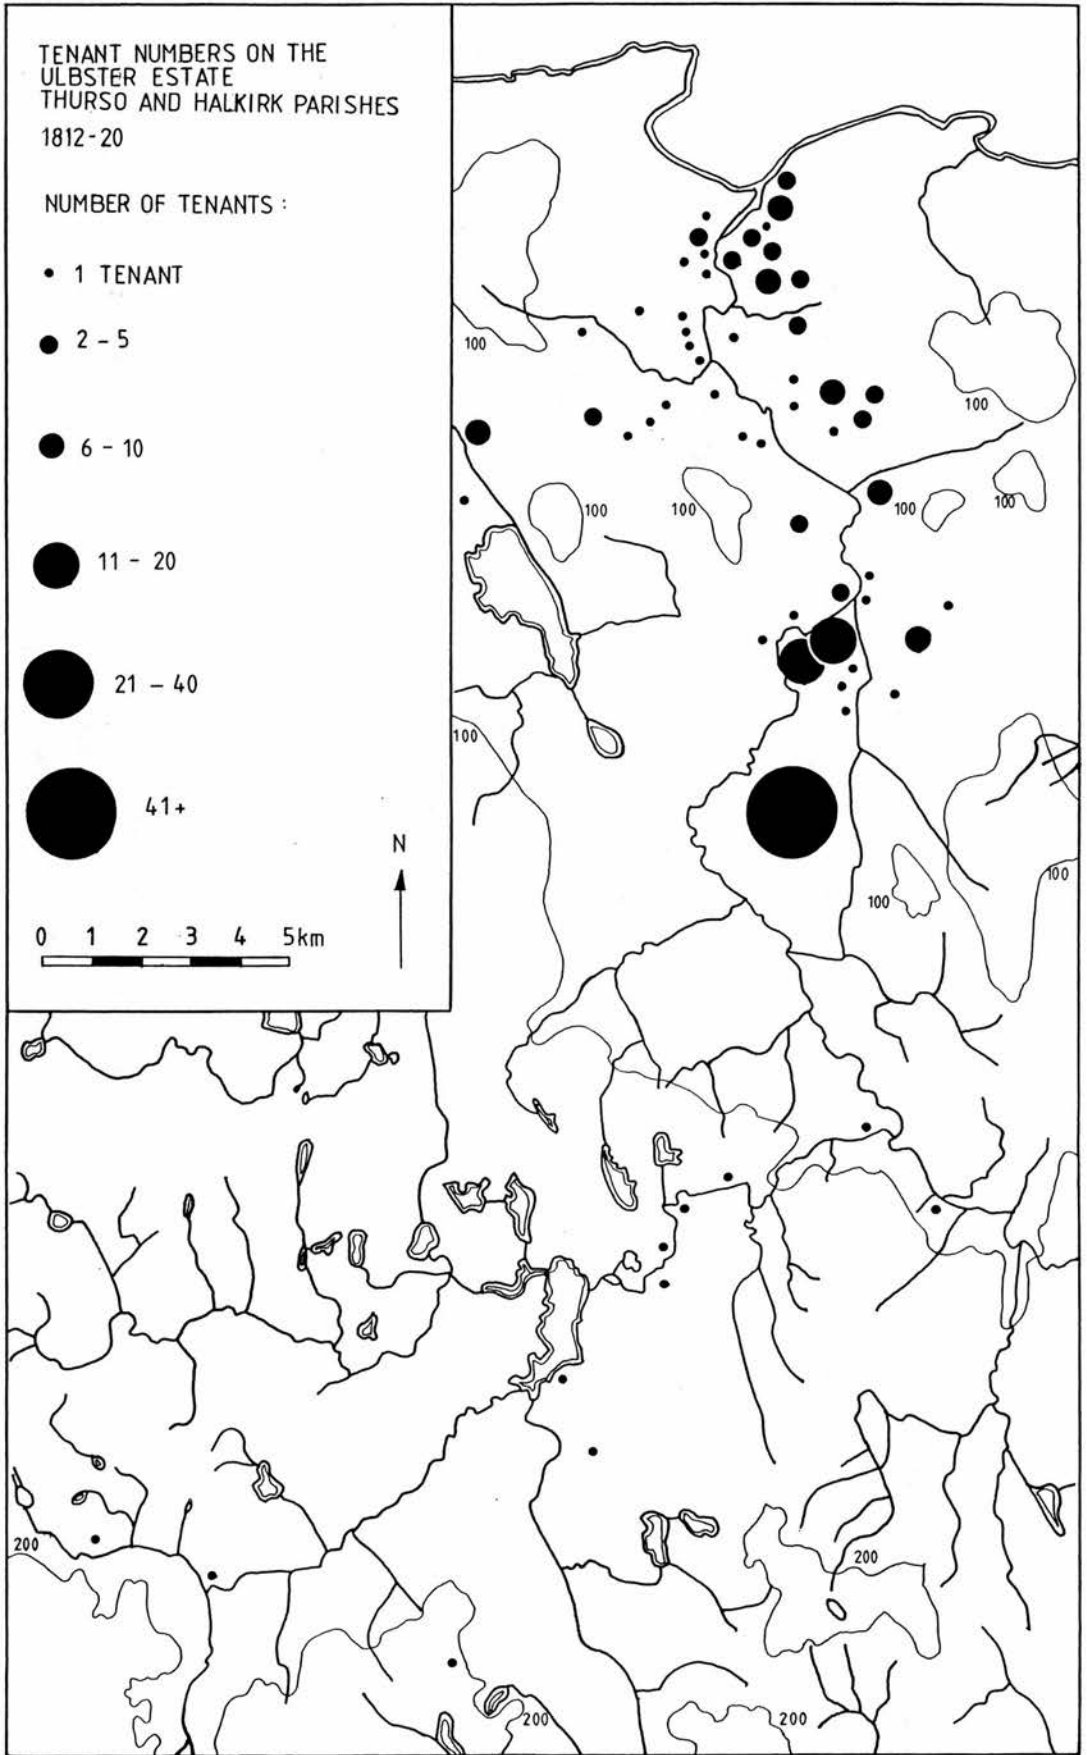 TENANT NUMBERS ON THE
ULBSTER ESTATE
THURSO AND HALKIRK PARISHES
1812-20
NUMBER OF TENANTS :
1 TENANT
2 - 5
6 - 10
11 - 20
21 - 40
41+
N
0 1 2 3 4 5km
100
100
100
100
100
100
100
100
100
200
200
200
200